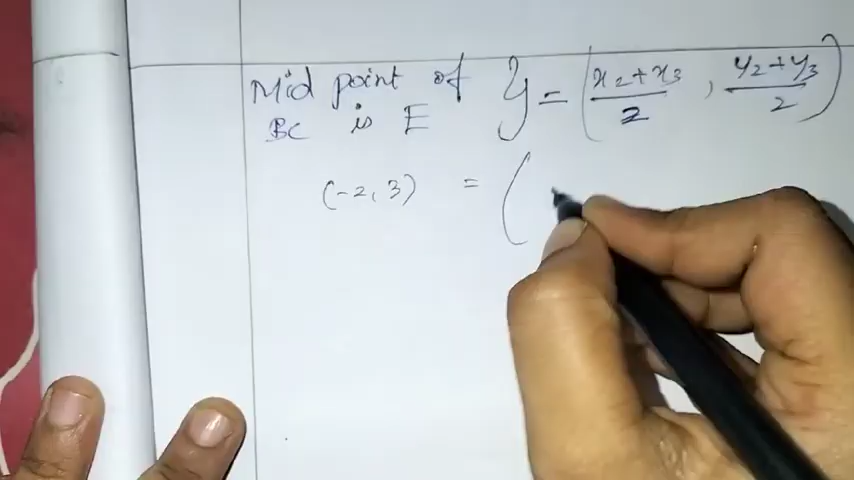 Mid point of y = (x₂+x₃/2 , y₂+y₃/2)
BC is E
(-2,3) = (